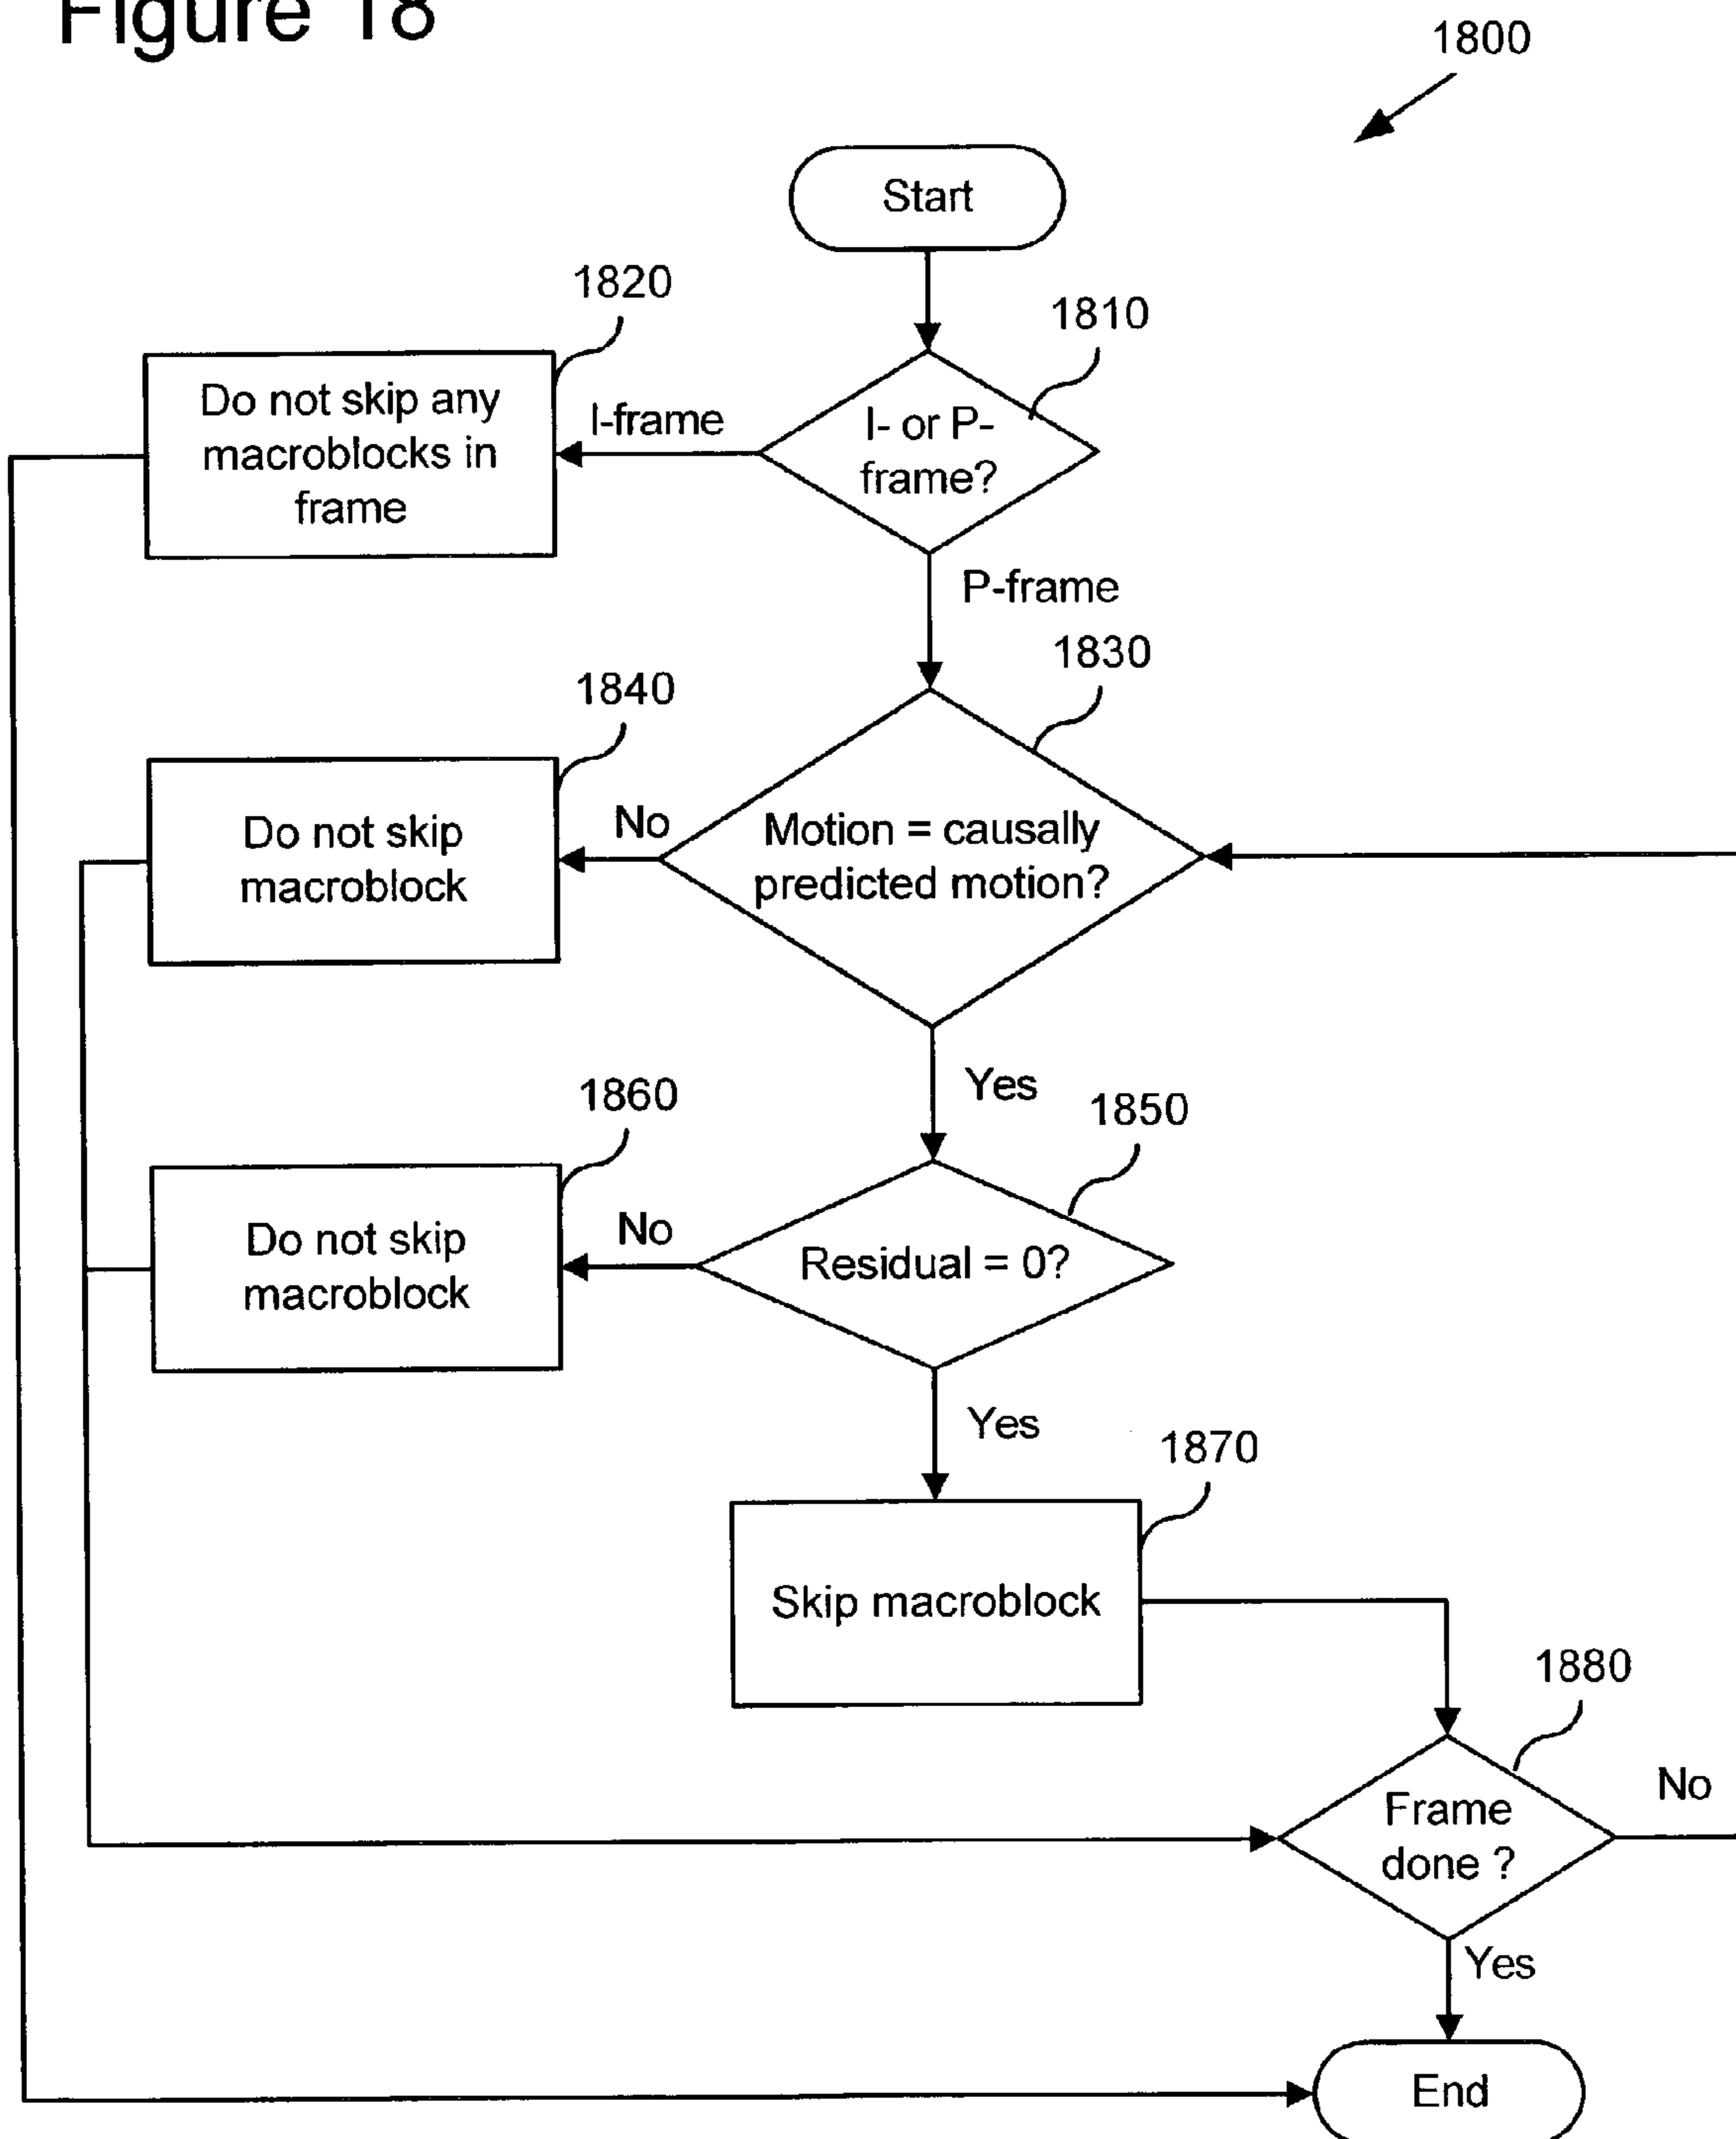 Figure 18
1800
Start
1820
1810
Do not skip any
macroblocks in
frame
I-frame
I- or P-
frame?
P-frame
1830
1840
Do not skip
macroblock
No
Motion = causally
predicted motion?
Yes
1850
1860
Do not skip
macroblock
No
Residual = 0?
Yes
1870
Skip macroblock
1880
No
Frame
done ?
Yes
End